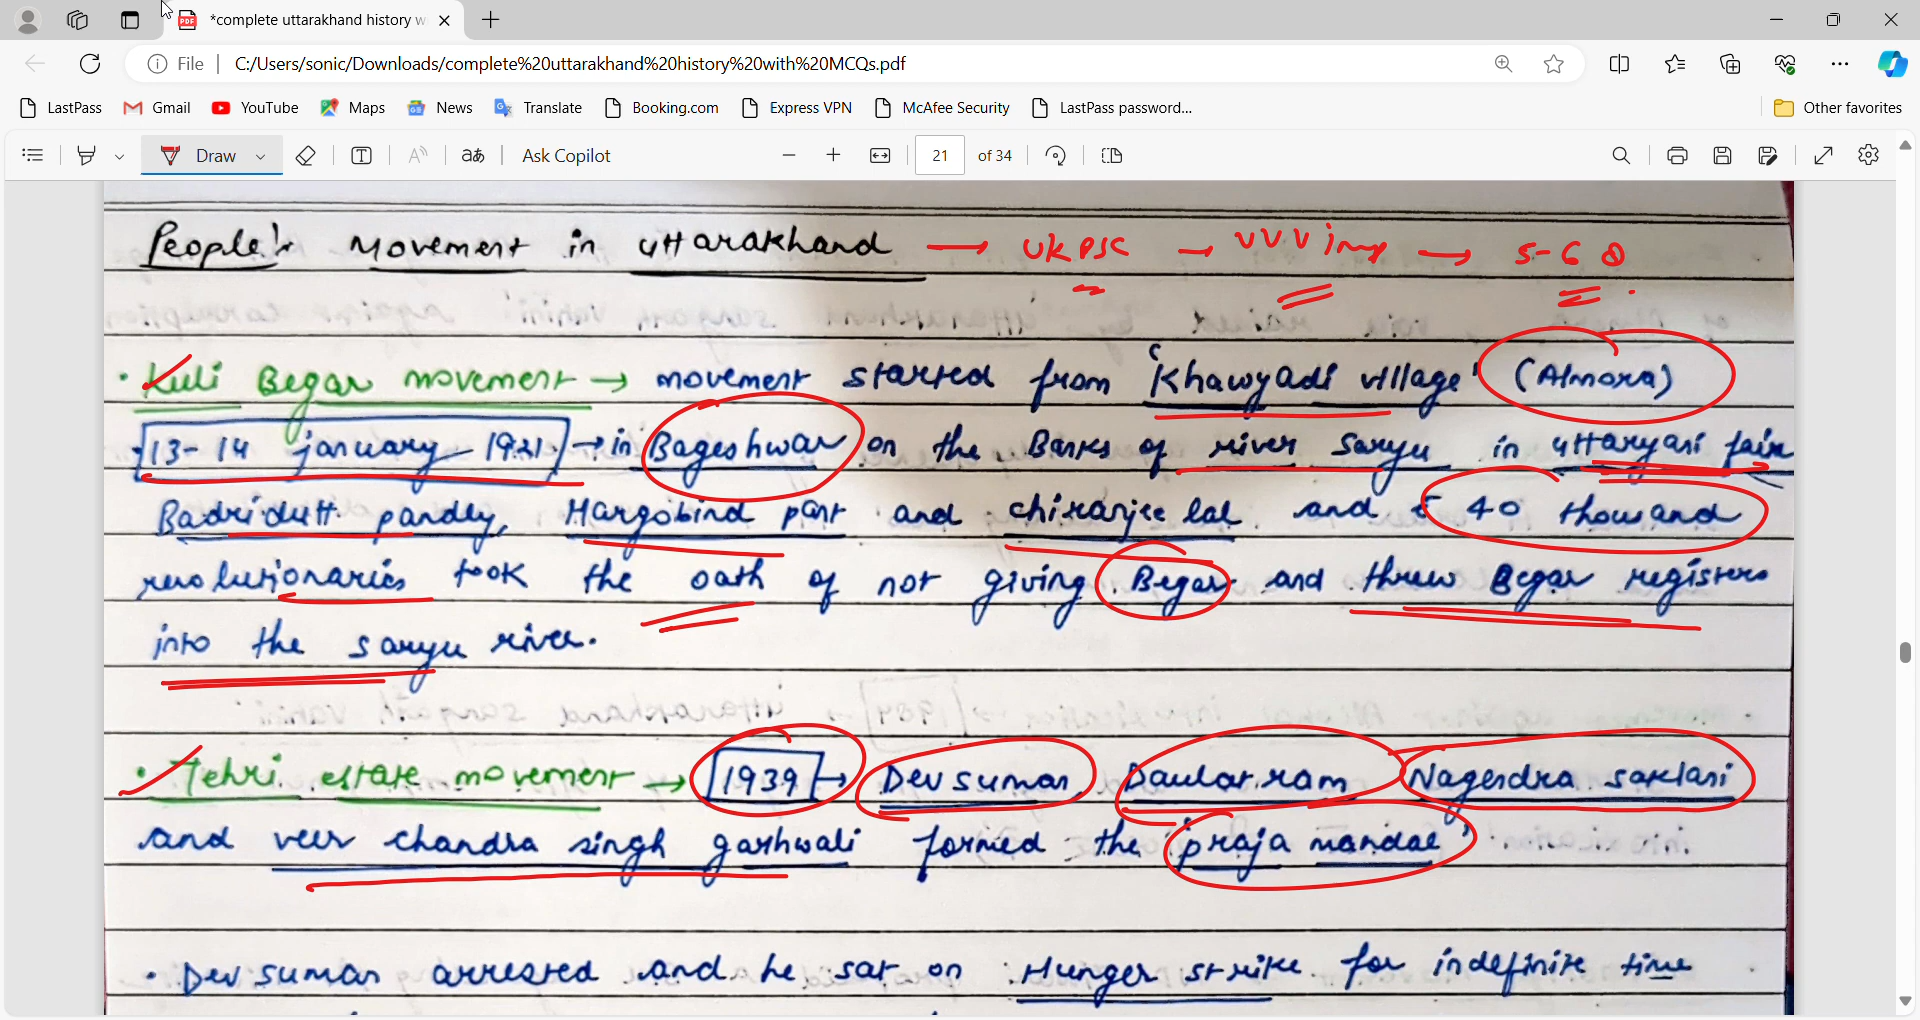 *complete uttarakhand history w
File C:/Users/sonic/Downloads/complete%20uttarakhand%20history%20with%20MCQs.pdf
LastPass Gmail YouTube Maps News Translate Booking.com Express VPN McAfee Security LastPass password... Other favorites
Draw Ask Copilot 21 of 34
People's Movement in uttarakhand → UKPSC → VVV imp → 5-6 Q
• Kuli Begar movement → movement started from 'Khawyadi village' (Almora)
13-14 january 1921 → in Bageshwar on the Banks of river Saryu in uttaryani fair
Badridutt pandey, Hargobind pant and chiranjee lal and 40 thousand
revolutionaries took the oath of not giving Begar and threw Begar registers
into the saryu river.
• Tehri estate movement → 1939 → Dev suman, Daulat ram, Nagendra saklani
and veer chandra singh garhwali formed the 'praja mandal'
• Dev suman arrested and he sat on Hunger strike for indefinite time